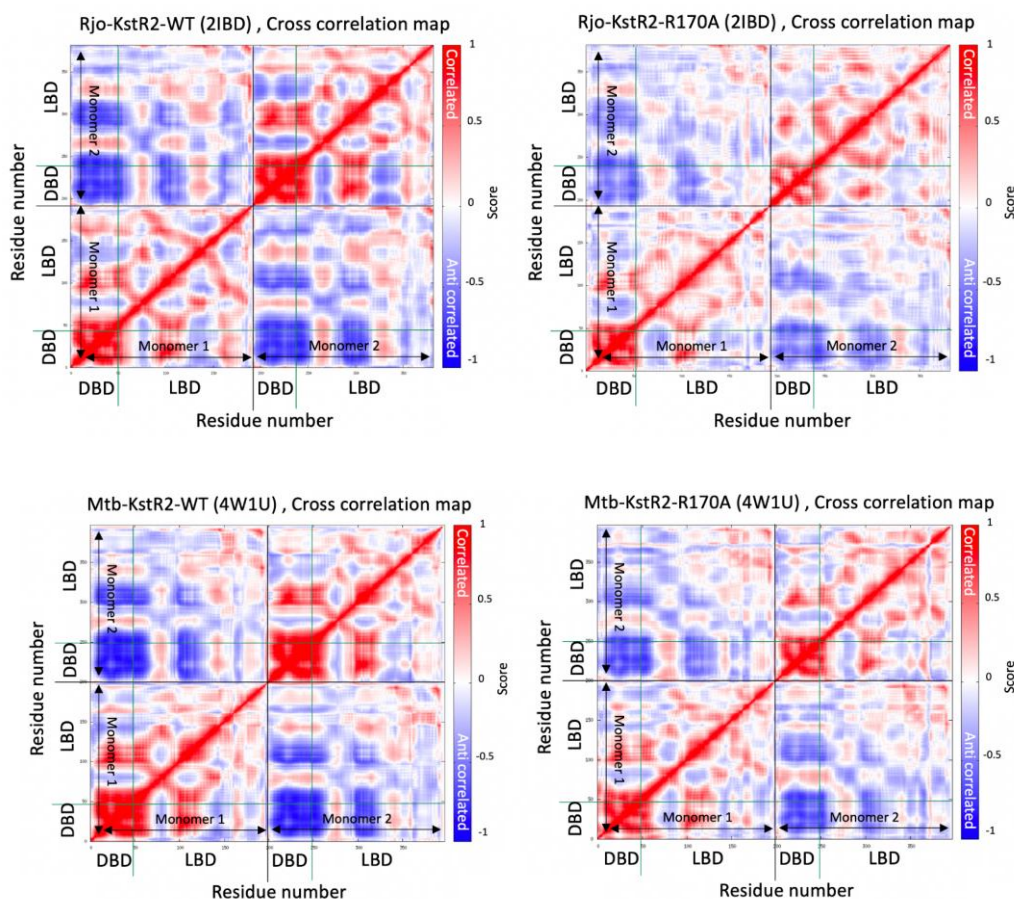 Rjo-KstR2-WT (2IBD) , Cross correlation map
Residue number
LBD
DBD
LBD
DBD
Monomer 2
Monomer 1
Monomer 1
Monomer 2
DBD
LBD
DBD
LBD
Residue number
1
0.5
0
-0.5
-1
Correlated
Score
Anti correlated
Rjo-KstR2-R170A (2IBD) , Cross correlation map
Residue number
LBD
DBD
LBD
DBD
Monomer 2
Monomer 1
Monomer 1
Monomer 2
DBD
LBD
DBD
LBD
Residue number
1
0.5
0
-0.5
-1
Correlated
Score
Anti correlated
Mtb-KstR2-WT (4W1U) , Cross correlation map
Residue number
LBD
DBD
LBD
DBD
Monomer 2
Monomer 1
Monomer 1
Monomer 2
DBD
LBD
DBD
LBD
Residue number
1
0.5
0
-0.5
-1
Correlated
Score
Anti correlated
Mtb-KstR2-R170A (4W1U) , Cross correlation map
Residue number
LBD
DBD
LBD
DBD
Monomer 2
Monomer 1
Monomer 1
Monomer 2
DBD
LBD
DBD
LBD
Residue number
1
0.5
0
-0.5
-1
Correlated
Score
Anti correlated